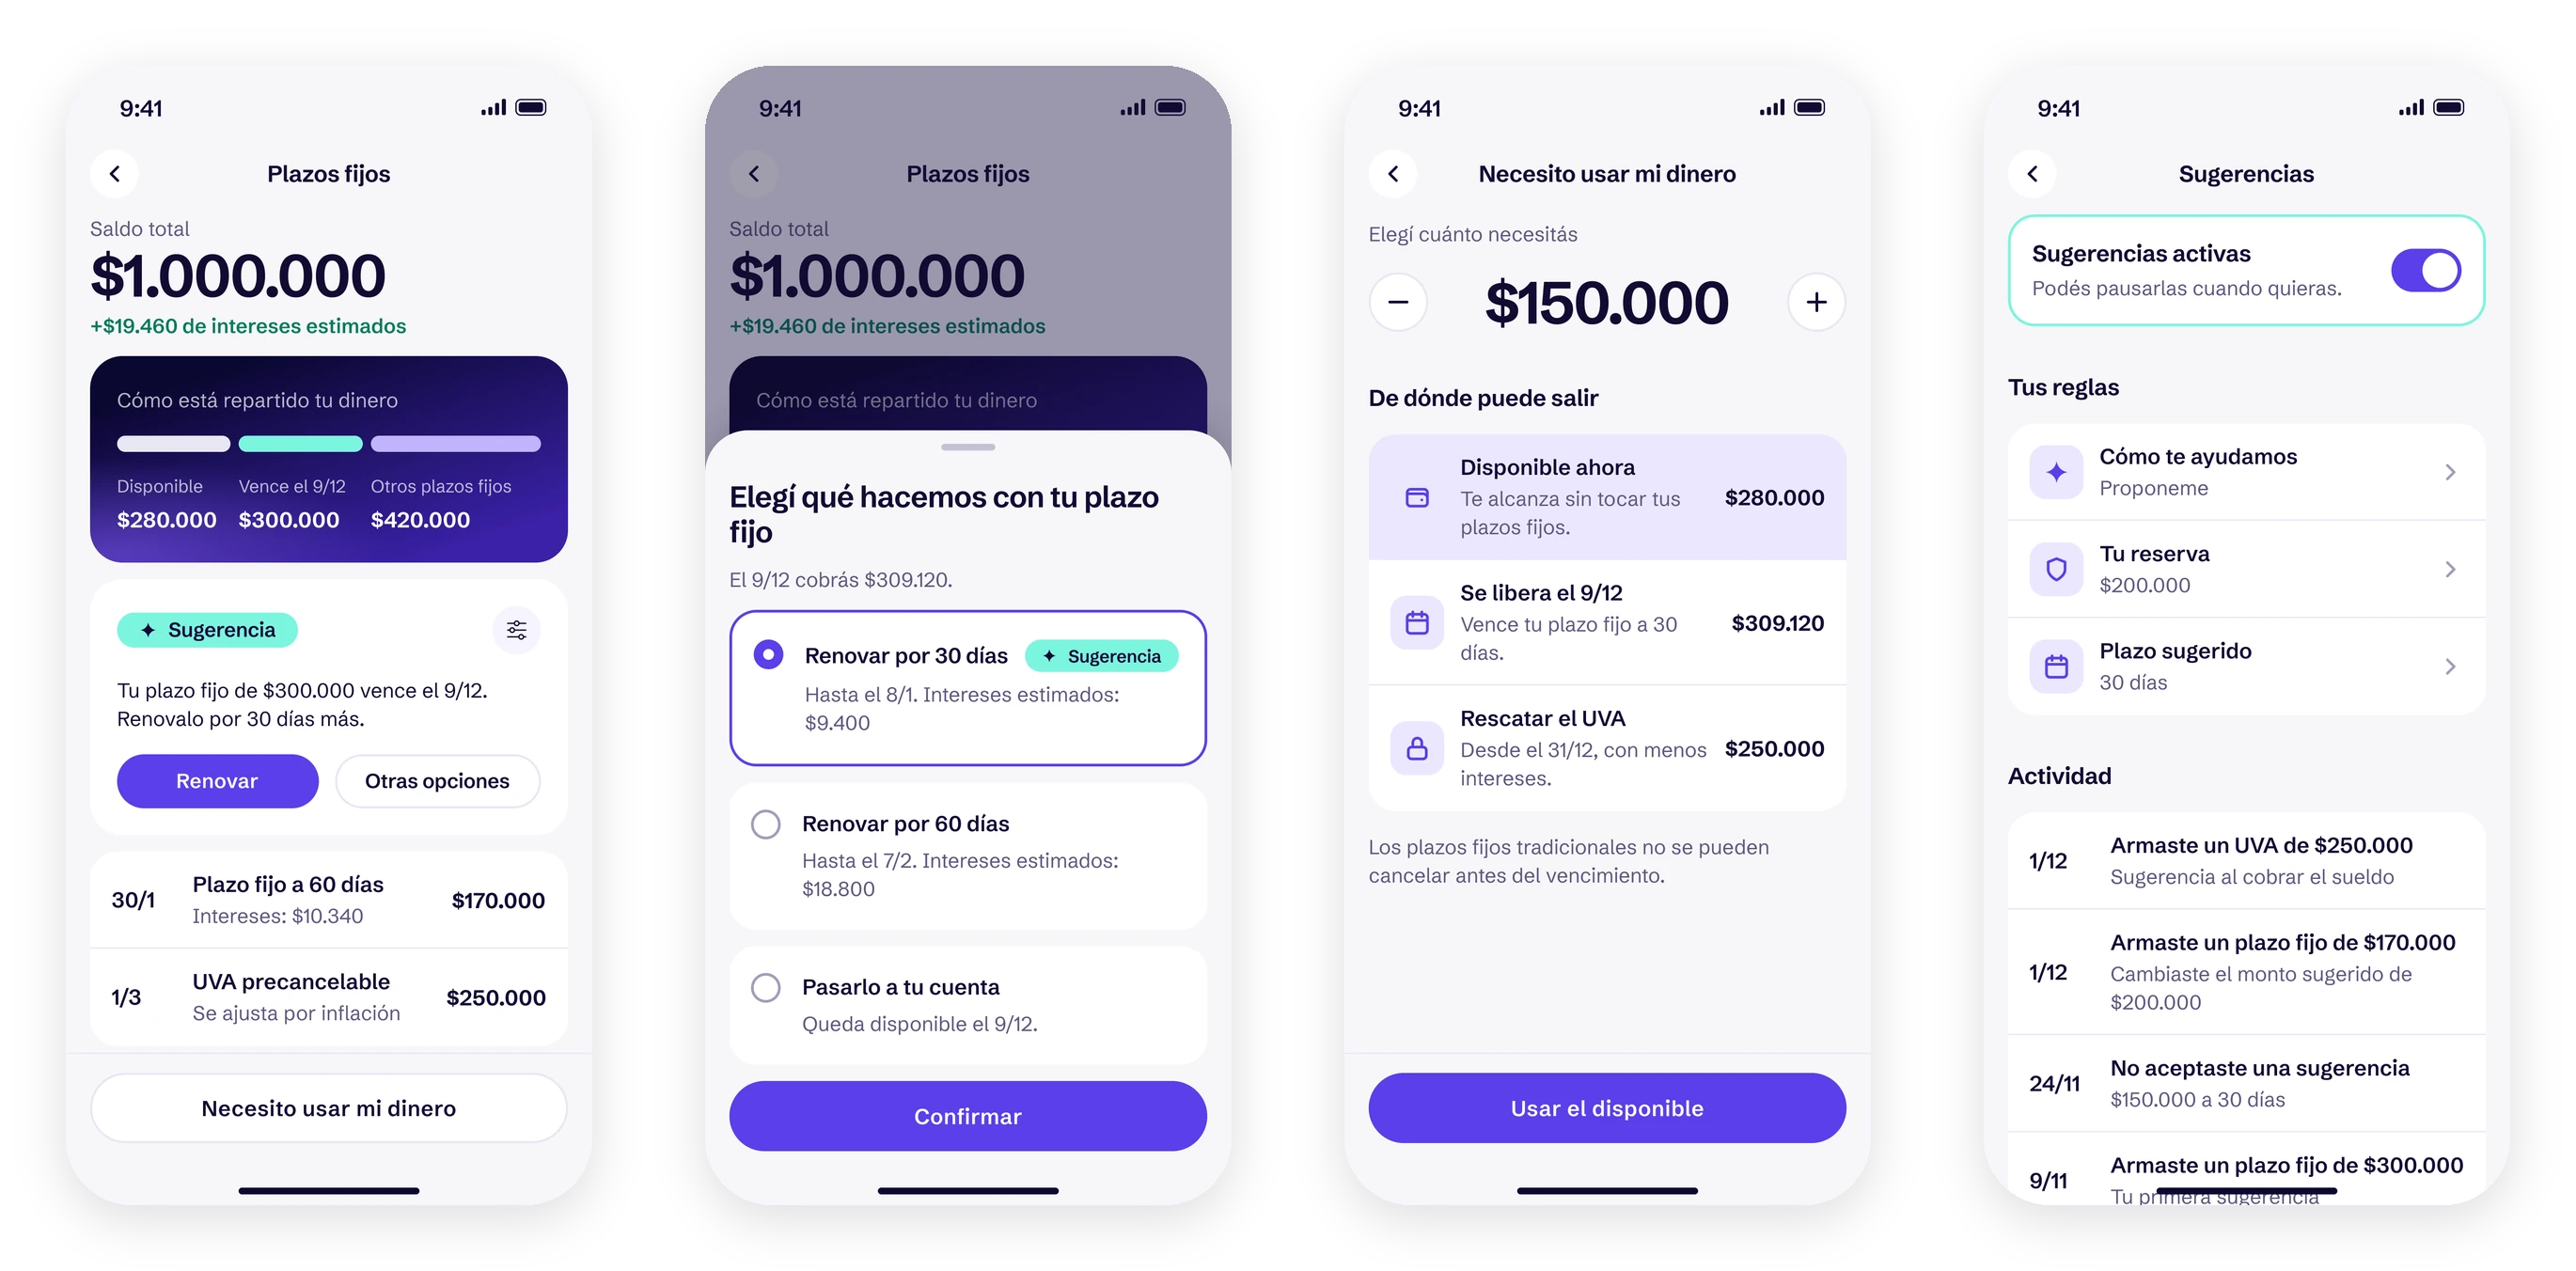 9:41
Plazos fijos
Saldo total
$1.000.000
+$19.460 de intereses estimados
Cómo está repartido tu dinero
Disponible
$280.000
Vence el 9/12
$300.000
Otros plazos fijos
$420.000
Sugerencia
Tu plazo fijo de $300.000 vence el 9/12.
Renovalo por 30 días más.
Renovar
Otras opciones
30/1
Plazo fijo a 60 días
Intereses: $10.340
$170.000
1/3
UVA precancelable
Se ajusta por inflación
$250.000
Necesito usar mi dinero
9:41
Plazos fijos
Saldo total
$1.000.000
+$19.460 de intereses estimados
Cómo está repartido tu dinero
Elegí qué hacemos con tu plazo
fijo
El 9/12 cobrás $309.120.
Renovar por 30 días
Sugerencia
Hasta el 8/1. Intereses estimados:
$9.400
Renovar por 60 días
Hasta el 7/2. Intereses estimados:
$18.800
Pasarlo a tu cuenta
Queda disponible el 9/12.
Confirmar
9:41
Necesito usar mi dinero
Elegí cuánto necesitás
$150.000
De dónde puede salir
Disponible ahora
Te alcanza sin tocar tus
plazos fijos.
$280.000
Se libera el 9/12
Vence tu plazo fijo a 30
días.
$309.120
Rescatar el UVA
Desde el 31/12, con menos
intereses.
$250.000
Los plazos fijos tradicionales no se pueden
cancelar antes del vencimiento.
Usar el disponible
9:41
Sugerencias
Sugerencias activas
Podés pausarlas cuando quieras.
Tus reglas
Cómo te ayudamos
Proponeme
Tu reserva
$200.000
Plazo sugerido
30 días
Actividad
1/12
Armaste un UVA de $250.000
Sugerencia al cobrar el sueldo
1/12
Armaste un plazo fijo de $170.000
Cambiaste el monto sugerido de
$200.000
24/11
No aceptaste una sugerencia
$150.000 a 30 días
9/11
Armaste un plazo fijo de $300.000
Tu primera sugerencia